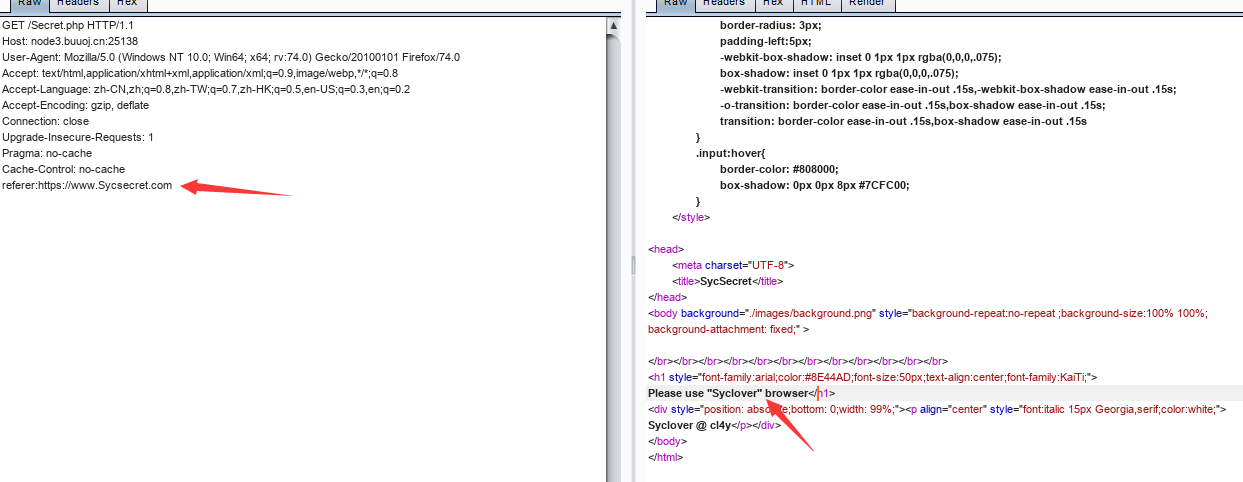 Raw Headers Hex
GET /Secret.php HTTP/1.1
Host: node3.buuoj.cn:25138
User-Agent: Mozilla/5.0 (Windows NT 10.0; Win64; x64; rv:74.0) Gecko/20100101 Firefox/74.0
Accept: text/html,application/xhtml+xml,application/xml;q=0.9,image/webp,*/*;q=0.8
Accept-Language: zh-CN,zh;q=0.8,zh-TW;q=0.7,zh-HK;q=0.5,en-US;q=0.3,en;q=0.2
Accept-Encoding: gzip, deflate
Connection: close
Upgrade-Insecure-Requests: 1
Pragma: no-cache
Cache-Control: no-cache
referer:https://www.Sycsecret.com
Raw Headers Hex HTML Render
border-radius: 3px;
padding-left:5px;
-webkit-box-shadow: inset 0 1px 1px rgba(0,0,0,.075);
box-shadow: inset 0 1px 1px rgba(0,0,0,.075);
-webkit-transition: border-color ease-in-out .15s,-webkit-box-shadow ease-in-out .15s;
-o-transition: border-color ease-in-out .15s,box-shadow ease-in-out .15s;
transition: border-color ease-in-out .15s,box-shadow ease-in-out .15s
}
.input:hover{
border-color: #808000;
box-shadow: 0px 0px 8px #7CFC00;
}
</style>
<head>
<meta charset="UTF-8">
<title>SycSecret</title>
</head>
<body background="./images/background.png" style="background-repeat:no-repeat ;background-size:100% 100%;
background-attachment: fixed;" >
</br></br></br></br></br></br></br></br></br></br></br></br>
<h1 style="font-family:arial;color:#8E44AD;font-size:50px;text-align:center;font-family:KaiTi;">
Please use "Syclover" browser</h1>
<div style="position: absolute;bottom: 0;width: 99%;"><p align="center" style="font:italic 15px Georgia,serif;color:white;">
Syclover @ cl4y</p></div>
</body>
</html>